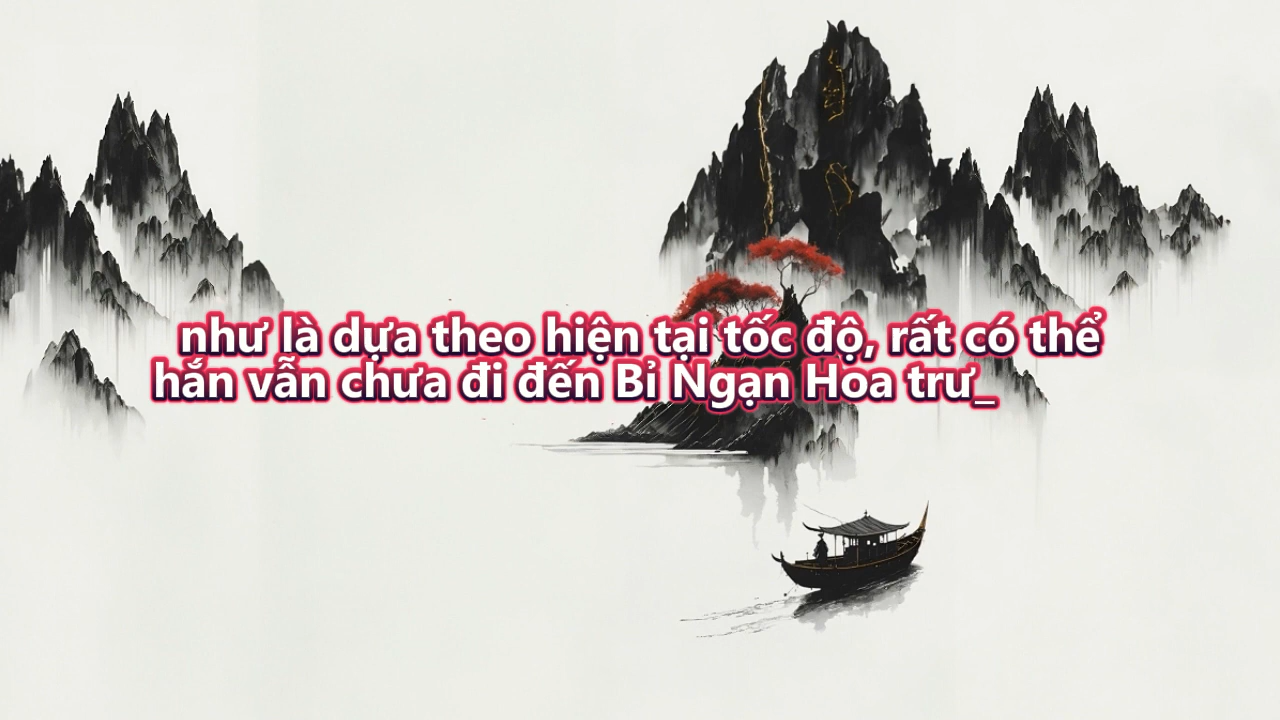 như là dựa theo hiện tại tốc độ, rất có thể
hắn vẫn chưa đi đến Bỉ Ngạn Hoa trư_